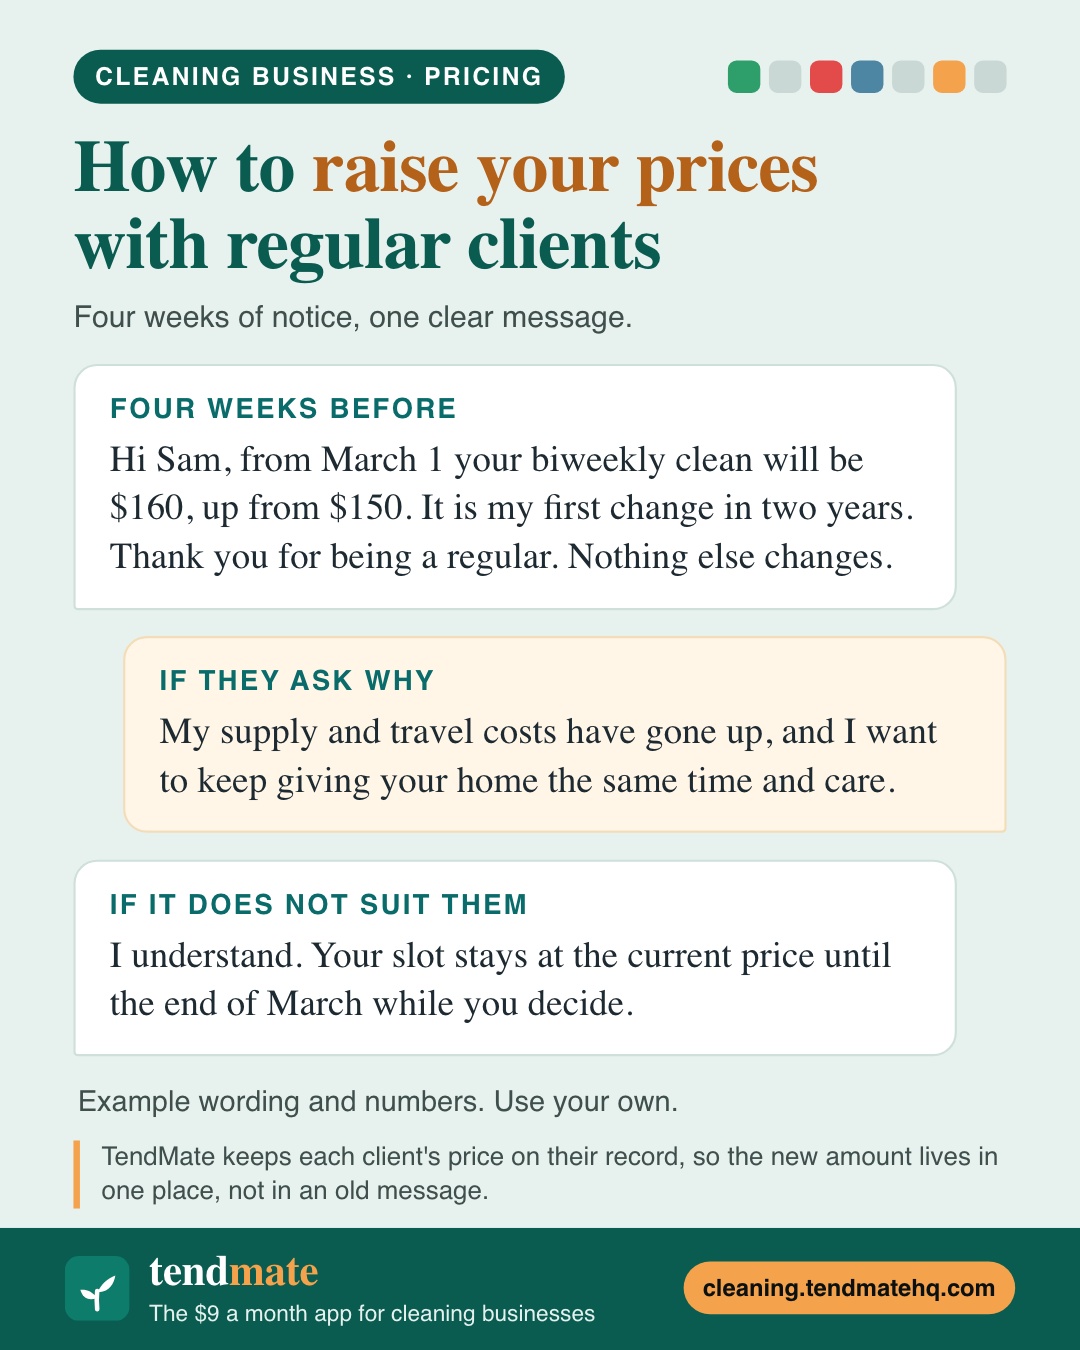 CLEANING BUSINESS · PRICING
How to raise your prices
with regular clients
Four weeks of notice, one clear message.
FOUR WEEKS BEFORE
Hi Sam, from March 1 your biweekly clean will be
$160, up from $150. It is my first change in two years.
Thank you for being a regular. Nothing else changes.
IF THEY ASK WHY
My supply and travel costs have gone up, and I want
to keep giving your home the same time and care.
IF IT DOES NOT SUIT THEM
I understand. Your slot stays at the current price until
the end of March while you decide.
Example wording and numbers. Use your own.
TendMate keeps each client's price on their record, so the new amount lives in
one place, not in an old message.
tendmate
The $9 a month app for cleaning businesses
cleaning.tendmatehq.com